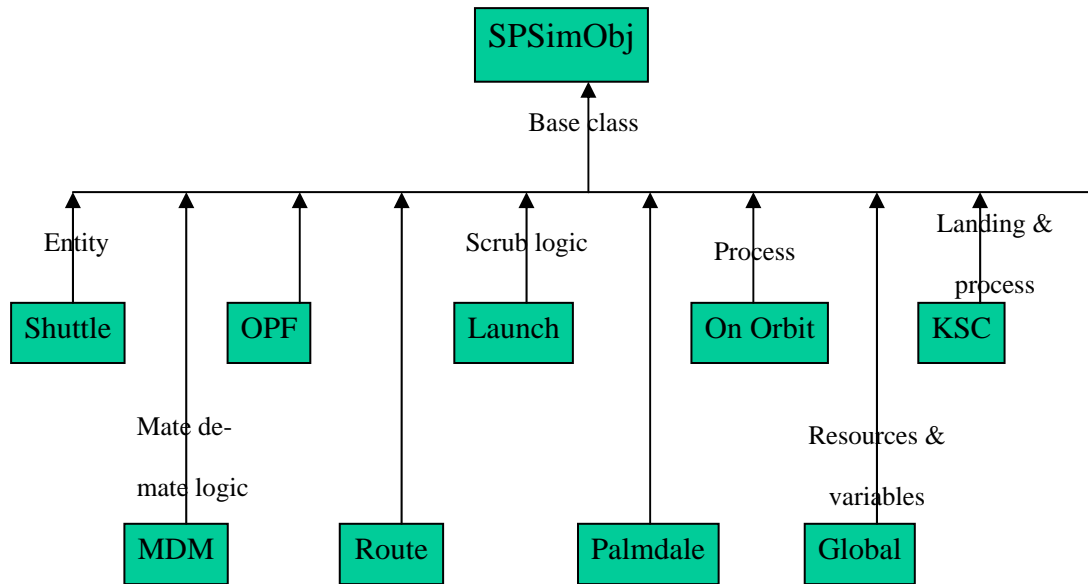 SPSimObj
Base class
Entity
Scrub logic
Process
Landing &
process
Shuttle
OPF
Launch
On Orbit
KSC
Mate de-
mate logic
Resources &
variables
MDM
Route
Palmdale
Global